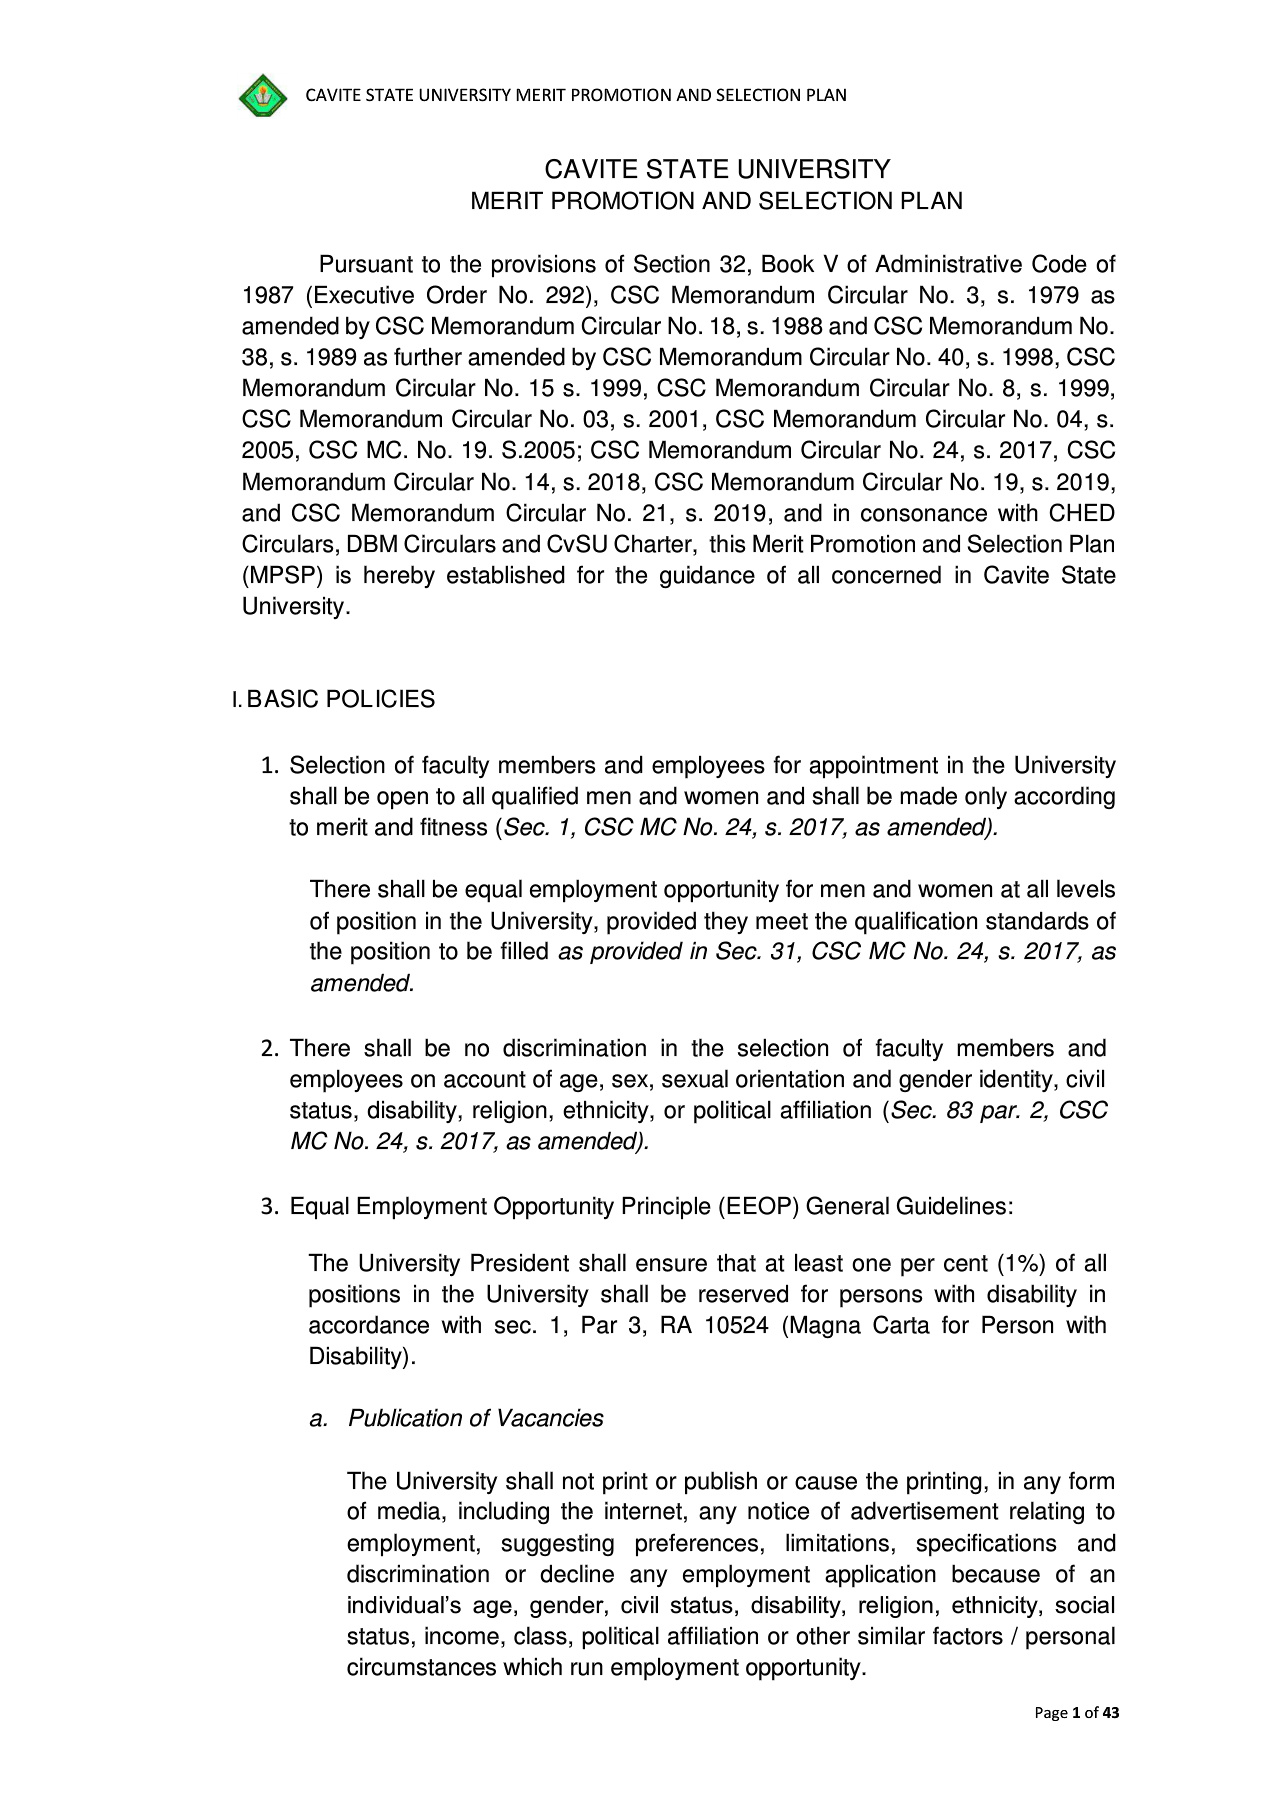 CAVITE STATE UNIVERSITY MERIT PROMOTION AND SELECTION PLAN
CAVITE STATE UNIVERSITY
MERIT PROMOTION AND SELECTION PLAN
Pursuant to the provisions of Section 32, Book V of Administrative Code of
1987 (Executive Order No. 292), CSC Memorandum Circular No. 3, s. 1979 as
amended by CSC Memorandum Circular No. 18, s. 1988 and CSC Memorandum No.
38, s. 1989 as further amended by CSC Memorandum Circular No. 40, s. 1998, CSC
Memorandum Circular No. 15 s. 1999, CSC Memorandum Circular No. 8, s. 1999,
CSC Memorandum Circular No. 03, s. 2001, CSC Memorandum Circular No. 04, s.
2005, CSC MC. No. 19. S.2005; CSC Memorandum Circular No. 24, s. 2017, CSC
Memorandum Circular No. 14, s. 2018, CSC Memorandum Circular No. 19, s. 2019,
and CSC Memorandum Circular No. 21, s. 2019, and in consonance with CHED
Circulars, DBM Circulars and CvSU Charter, this Merit Promotion and Selection Plan
(MPSP) is hereby established for the guidance of all concerned in Cavite State
University.
I. BASIC POLICIES
1. Selection of faculty members and employees for appointment in the University
shall be open to all qualified men and women and shall be made only according
to merit and fitness (Sec. 1, CSC MC No. 24, s. 2017, as amended).
There shall be equal employment opportunity for men and women at all levels
of position in the University, provided they meet the qualification standards of
the position to be filled as provided in Sec. 31, CSC MC No. 24, s. 2017, as
amended.
2. There shall be no discrimination in the selection of faculty members and
employees on account of age, sex, sexual orientation and gender identity, civil
status, disability, religion, ethnicity, or political affiliation (Sec. 83 par. 2, CSC
MC No. 24, s. 2017, as amended).
3. Equal Employment Opportunity Principle (EEOP) General Guidelines:
The University President shall ensure that at least one per cent (1%) of all
positions in the University shall be reserved for persons with disability in
accordance with sec. 1, Par 3, RA 10524 (Magna Carta for Person with
Disability).
a. Publication of Vacancies
The University shall not print or publish or cause the printing, in any form
of media, including the internet, any notice of advertisement relating to
employment, suggesting preferences, limitations, specifications and
discrimination or decline any employment application because of an
individual's age, gender, civil status, disability, religion, ethnicity, social
status, income, class, political affiliation or other similar factors / personal
circumstances which run employment opportunity.
Page 1 of 43